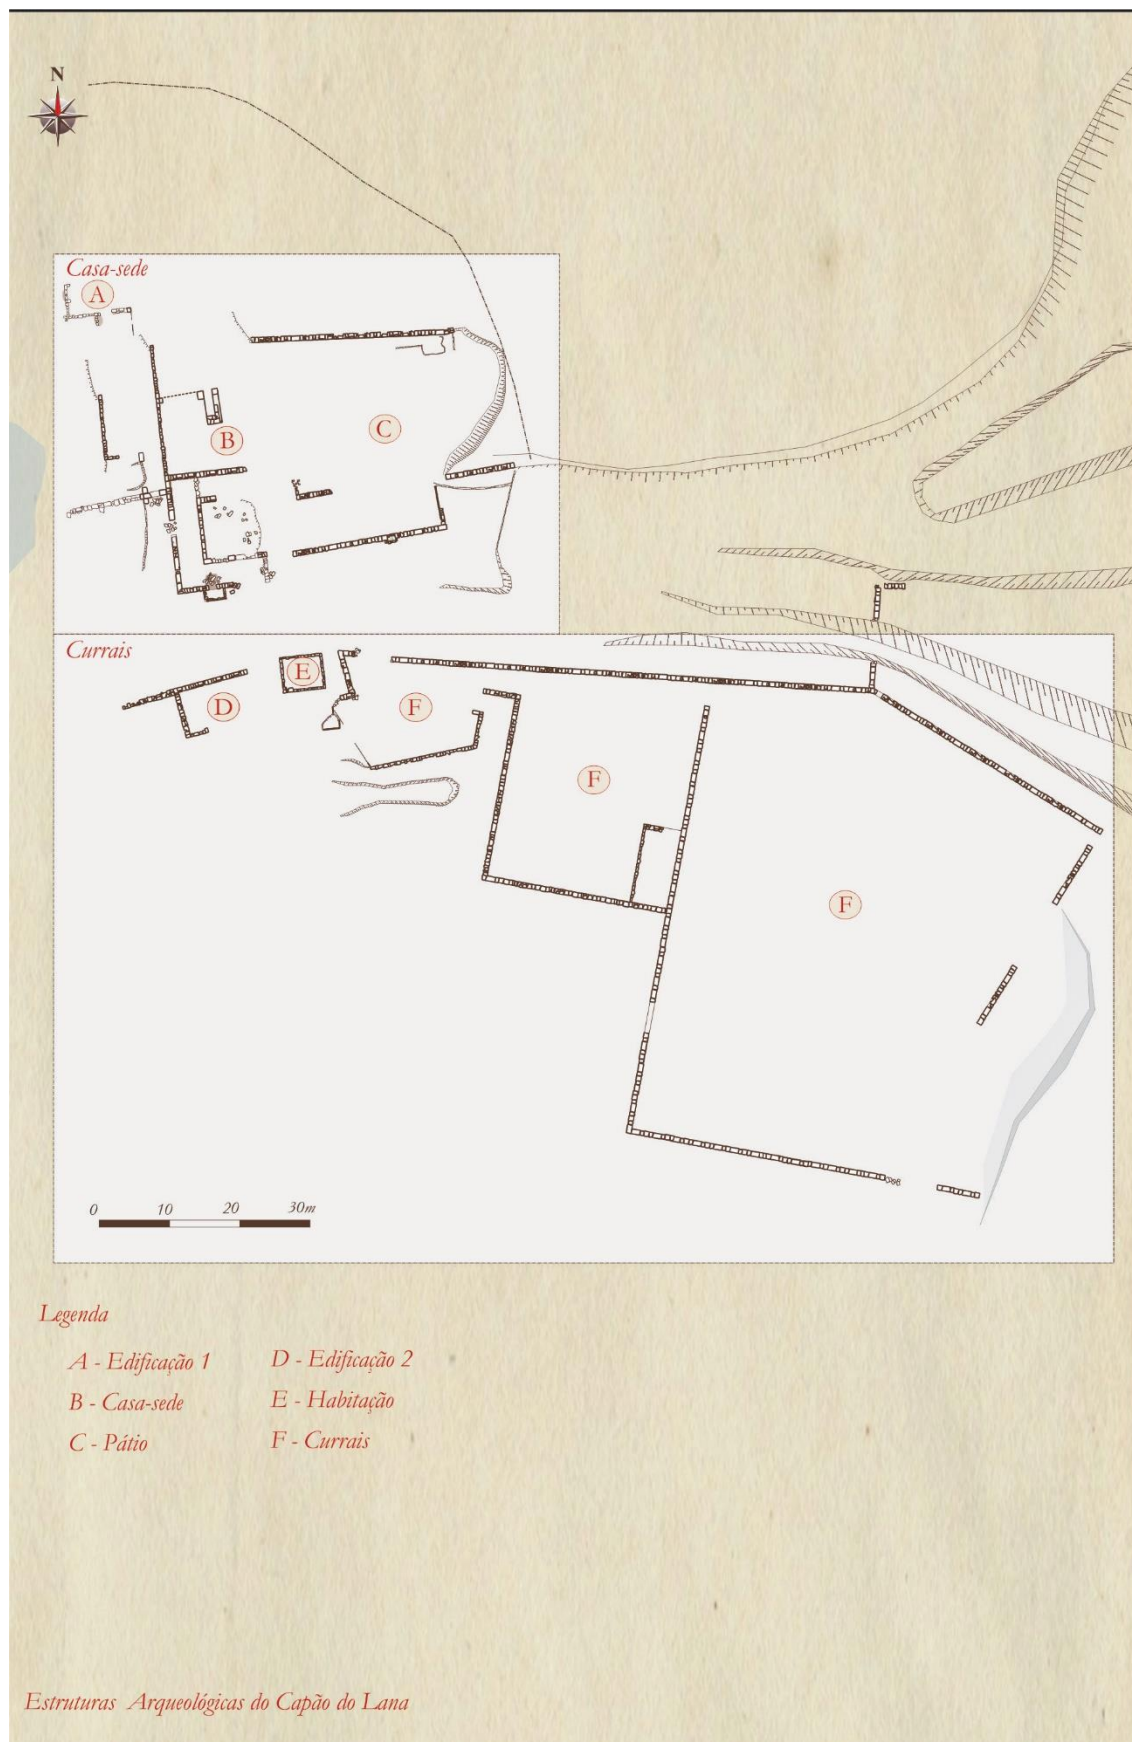 N
Casa-sede
A
B
C
Currais
E
D
F
F
F
0 10 20 30m
Legenda
A - Edificação 1
B - Casa-sede
C - Pátio
D - Edificação 2
E - Habitação
F - Currais
Estruturas Arqueológicas do Capão do Lana